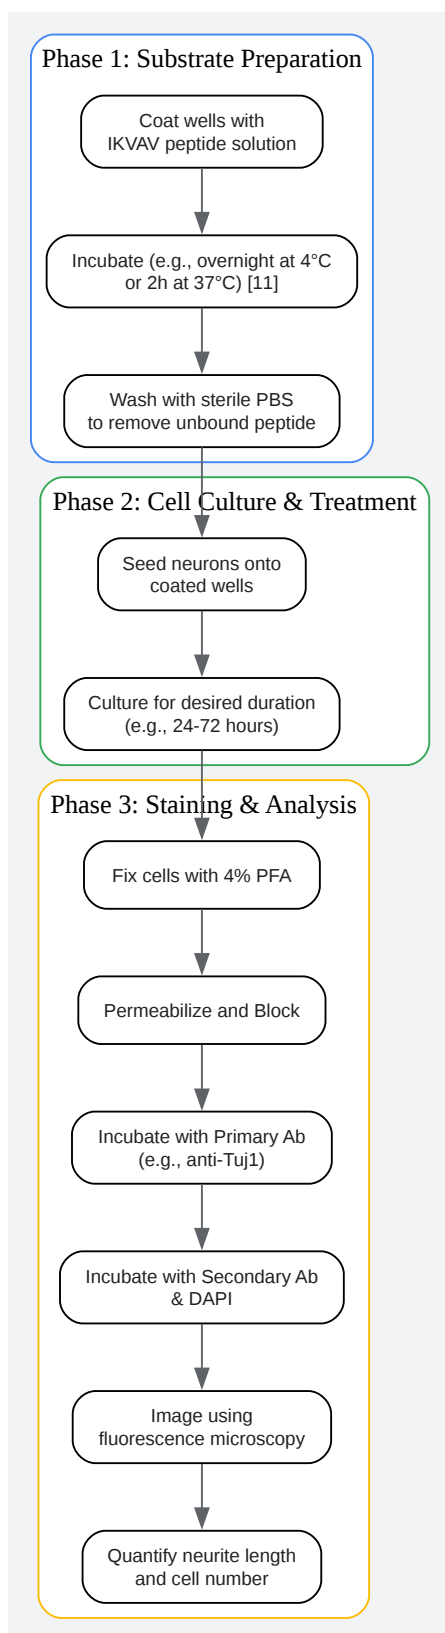 Phase 1: Substrate Preparation
Coat wells with
IKVAV peptide solution
Incubate (e.g., overnight at 4°C
or 2h at 37°C) [11]
Wash with sterile PBS
to remove unbound peptide
Phase 2: Cell Culture & Treatment
Seed neurons onto
coated wells
Culture for desired duration
(e.g., 24-72 hours)
Phase 3: Staining & Analysis
Fix cells with 4% PFA
Permeabilize and Block
Incubate with Primary Ab
(e.g., anti-Tuj1)
Incubate with Secondary Ab
& DAPI
Image using
fluorescence microscopy
Quantify neurite length
and cell number